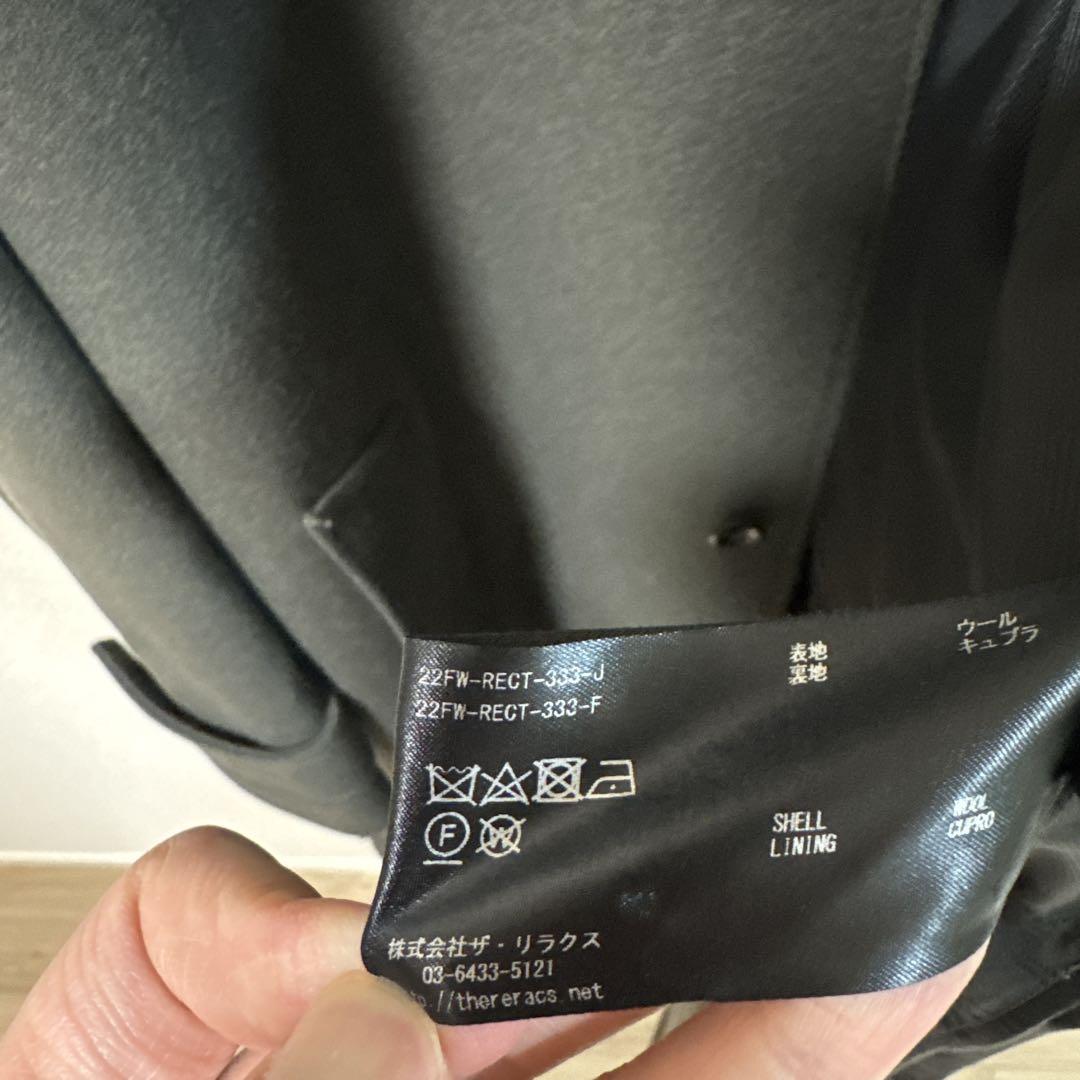 22FW-RECT-333-J
22FW-RECT-333-F
表地 ウール
裏地 キュプラ
F
W
SHELL WOOL
LINING CUPRO
株式会社ザ・リラクス
03-6433-5121
//thereracs.net